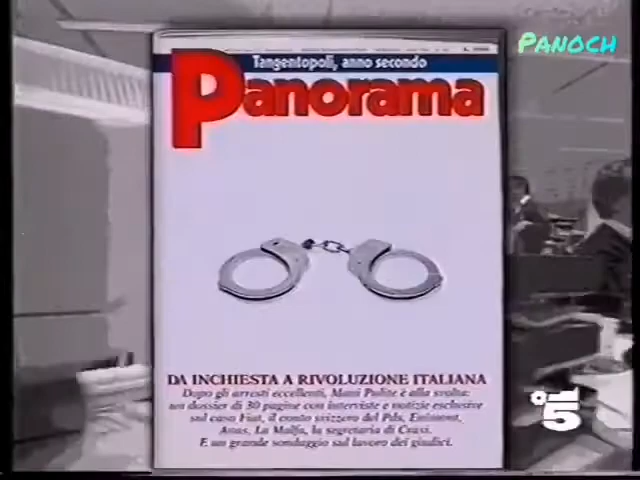 PANOCH
Tangentopoli, anno secondo
Panorama
DA INCHIESTA A RIVOLUZIONE ITALIANA
Dopo gli arresti eccellenti, Mani Pulite è alla svolta:
un dossier di 30 pagine con interviste e notizie esclusive
sul caso Fiat, il conto svizzero del Pds, Enimont,
Anas, La Malfa, la segretaria di Craxi.
E un grande sondaggio sul lavoro dei giudici.
5